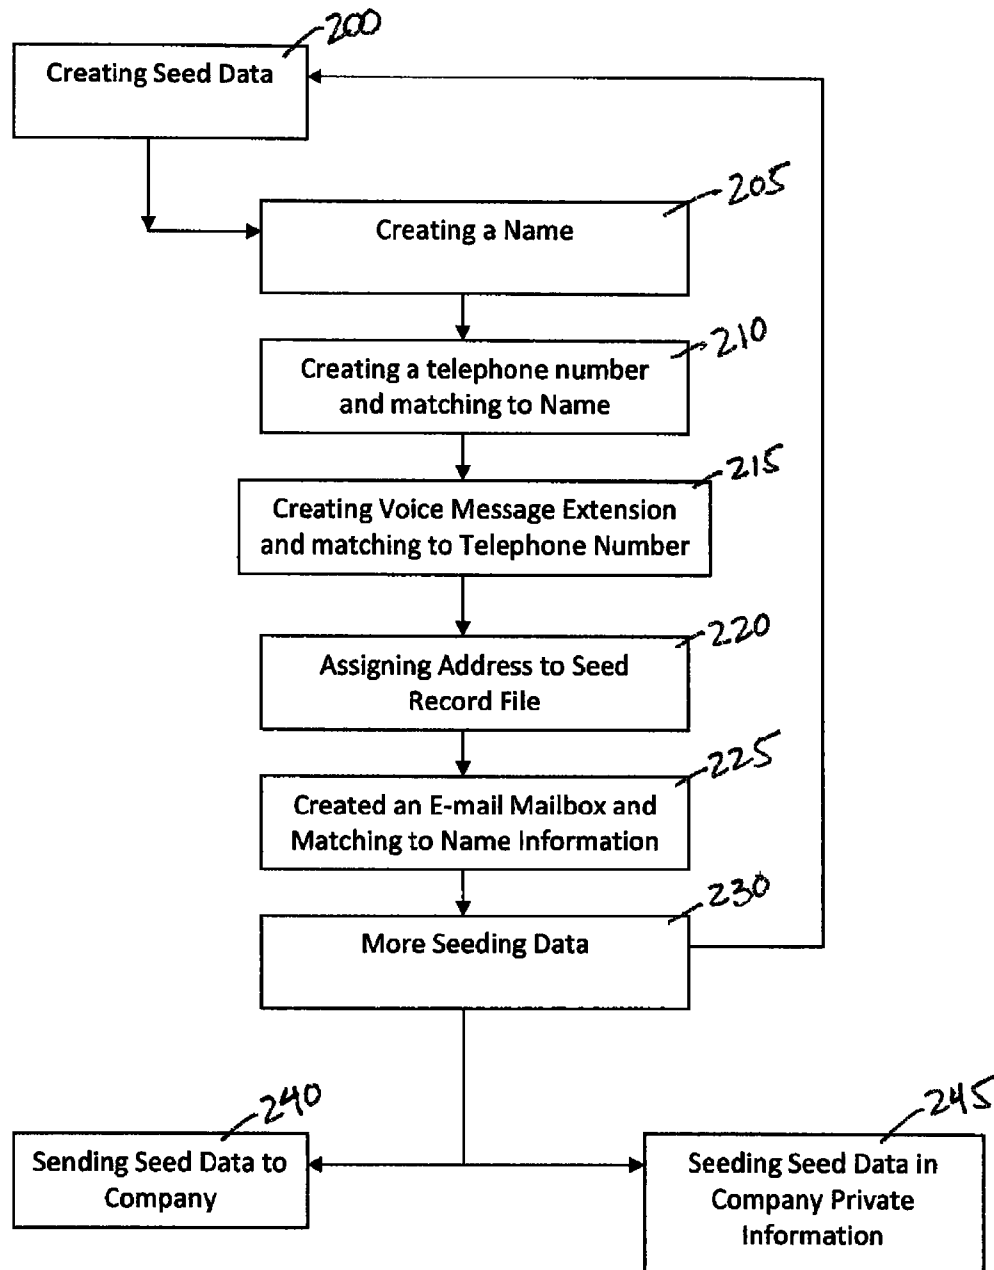 200
Creating Seed Data
205
Creating a Name
210
Creating a telephone number
and matching to Name
215
Creating Voice Message Extension
and matching to Telephone Number
220
Assigning Address to Seed
Record File
225
Created an E-mail Mailbox and
Matching to Name Information
230
More Seeding Data
240
Sending Seed Data to
Company
245
Seeding Seed Data in
Company Private
Information